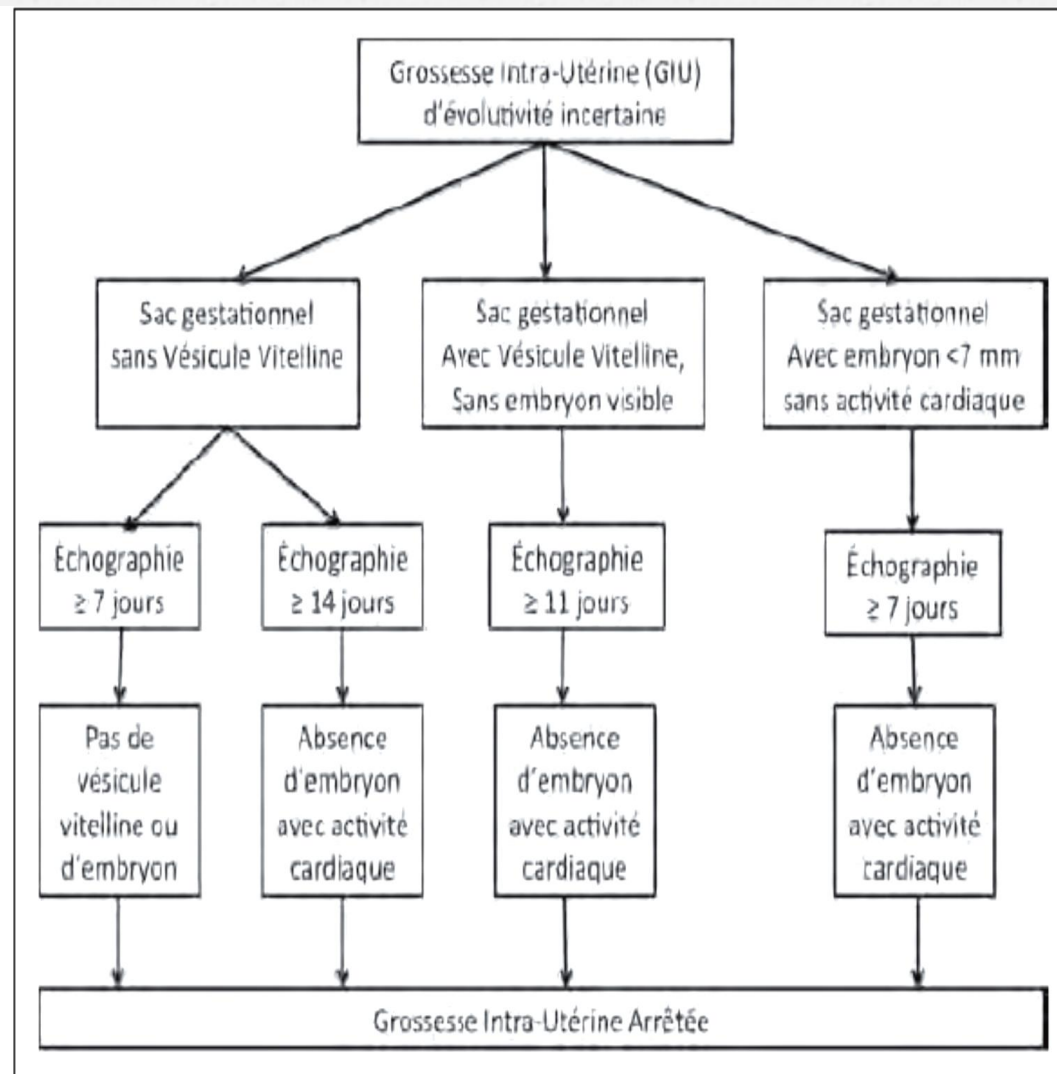 Grossesse Intra-Utérine (GIU)
d'évolutivité incertaine
Sac gestationnel
sans Vésicule Vitelline
Sac gestationnel
Avec Vésicule Vitelline,
Sans embryon visible
Sac gestationnel
Avec embryon <7 mm
sans activité cardiaque
Échographie
≥ 7 jours
Échographie
≥ 14 jours
Échographie
≥ 11 jours
Échographie
≥ 7 jours
Pas de
vésicule
vitelline ou
d'embryon
Absence
d'embryon
avec activité
cardiaque
Absence
d'embryon
avec activité
cardiaque
Absence
d'embryon
avec activité
cardiaque
Grossesse Intra-Utérine Arrêtée